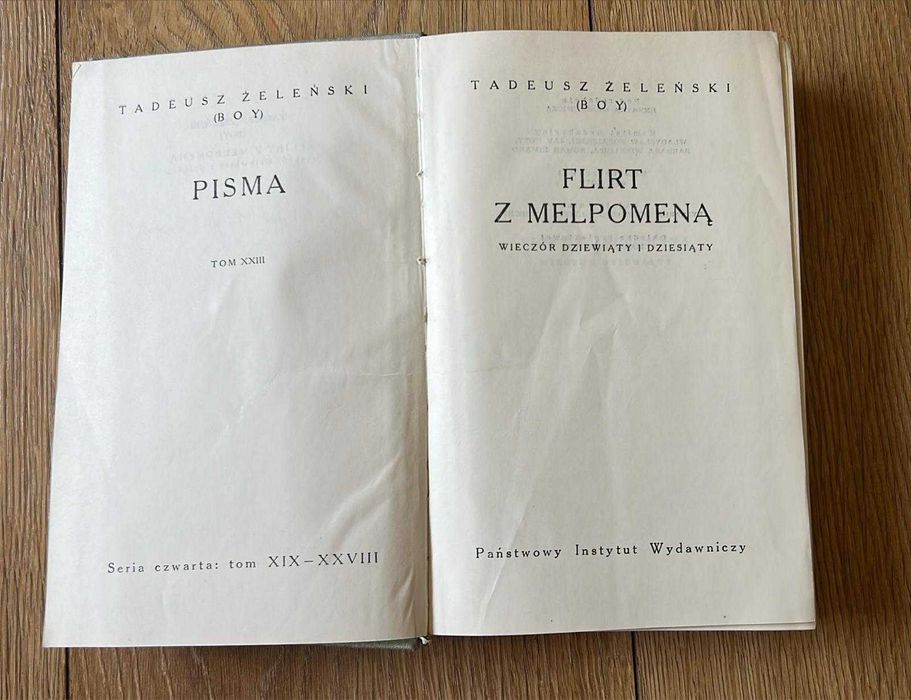 TADEUSZ ŻELEŃSKI
(BOY)
PISMA
TOM XXIII
Seria czwarta: tom XIX–XXVIII
TADEUSZ ŻELEŃSKI
(BOY)
FLIRT
Z MELPOMENĄ
WIECZÓR DZIEWIĄTY I DZIESIĄTY
Państwowy Instytut Wydawniczy